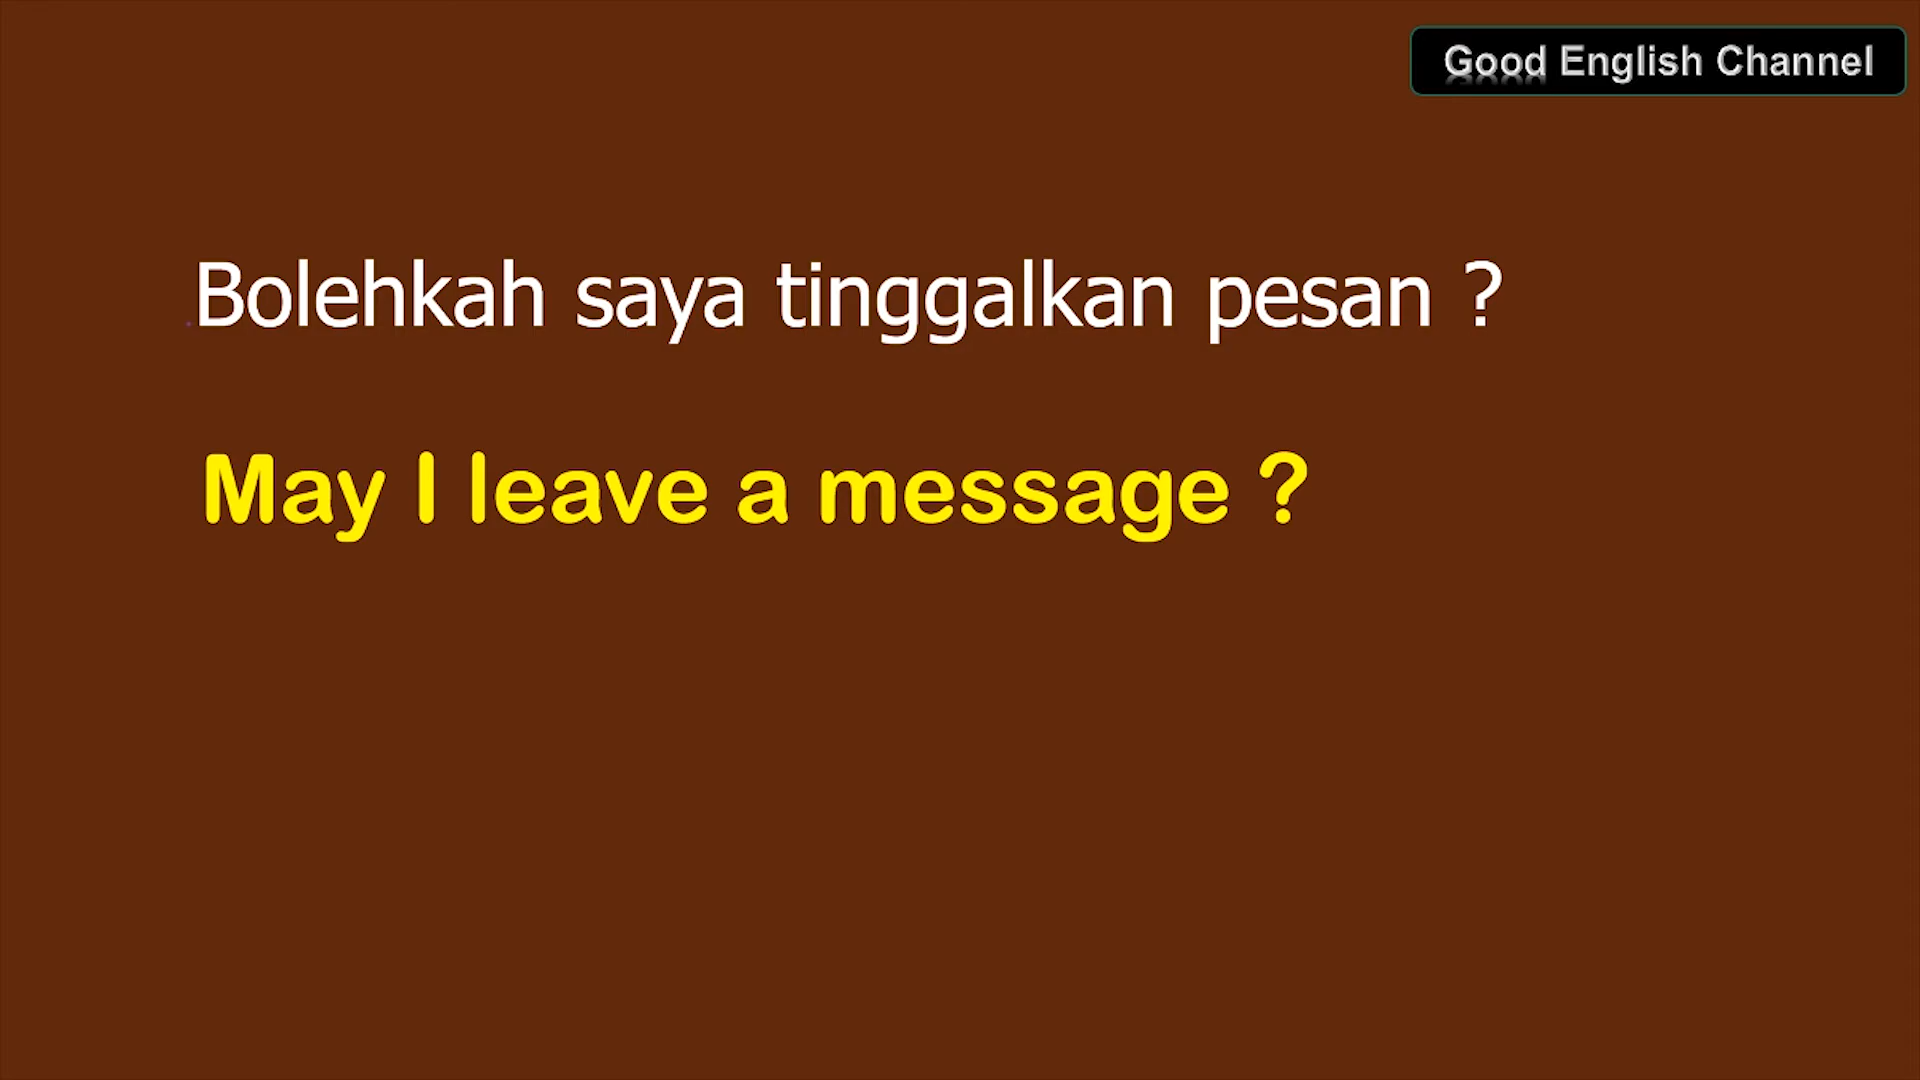 Good English Channel
Bolehkah saya tinggalkan pesan ?
May I leave a message ?